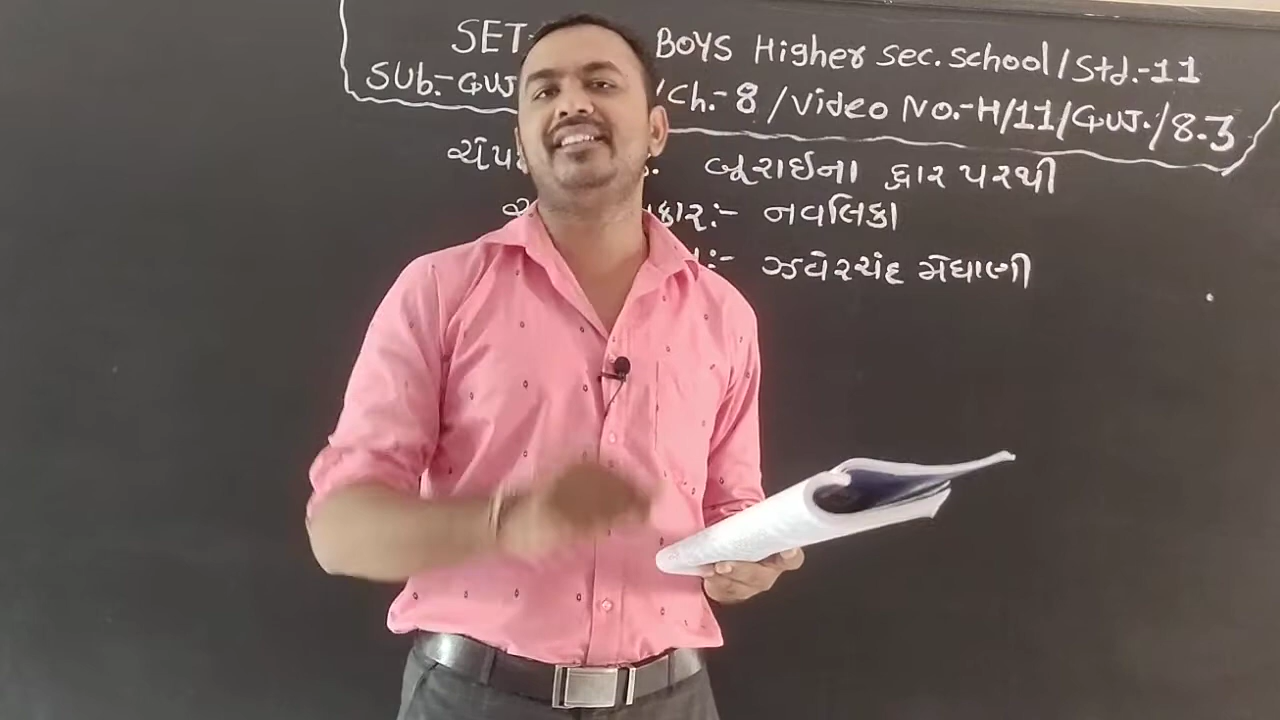 SET- BOYS Higher Sec. School / Std.-11
Sub.- GUJ /Ch.-8 / Video No.-H/11/GUJ./8.3
બૂરાઈના દ્વાર પરથી
કાર:- નવલિકા
:- ઝવેરચંદ મેઘાણી